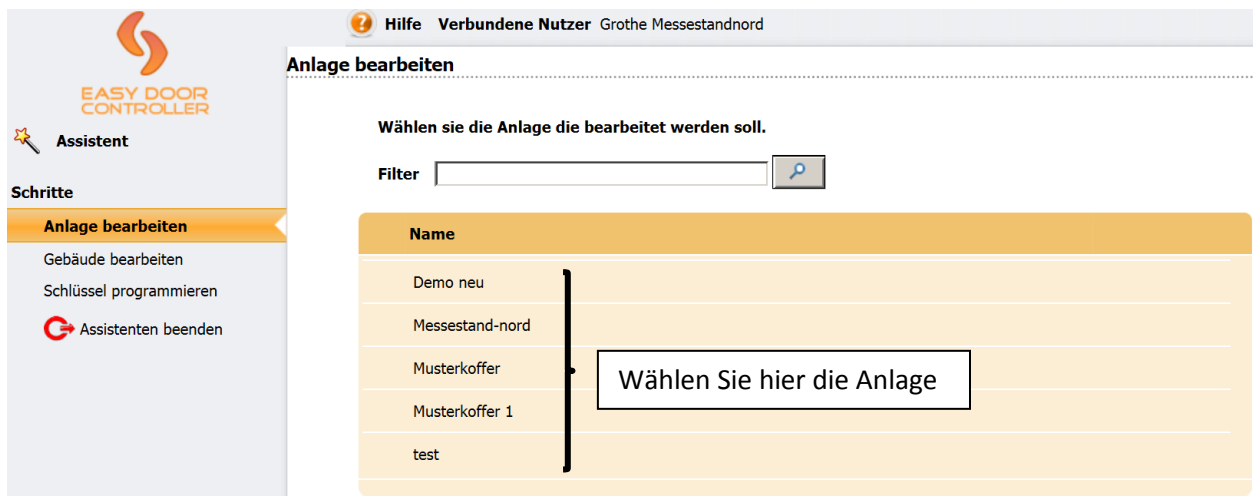 Hilfe Verbundene Nutzer Grothe Messestandnord
EASY DOOR
CONTROLLER
Assistent
Schritte
Anlage bearbeiten
Gebäude bearbeiten
Schlüssel programmieren
Assistenten beenden
Anlage bearbeiten
Wählen sie die Anlage die bearbeitet werden soll.
Filter
Name
Demo neu
Messestand-nord
Musterkoffer
Musterkoffer 1
test
Wählen Sie hier die Anlage